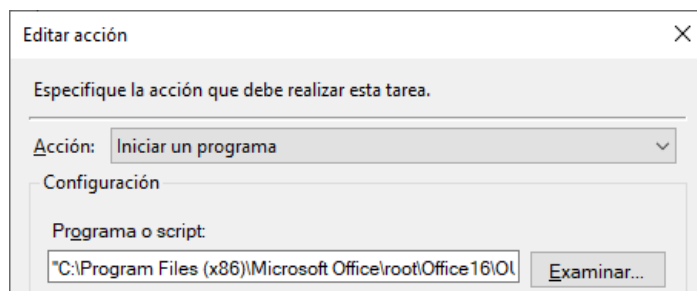 Editar acción
Especifique la acción que debe realizar esta tarea.
Acción: Iniciar un programa
Configuración
Programa o script:
"C:\Program Files (x86)\Microsoft Office\root\Office16\OU
Examinar...